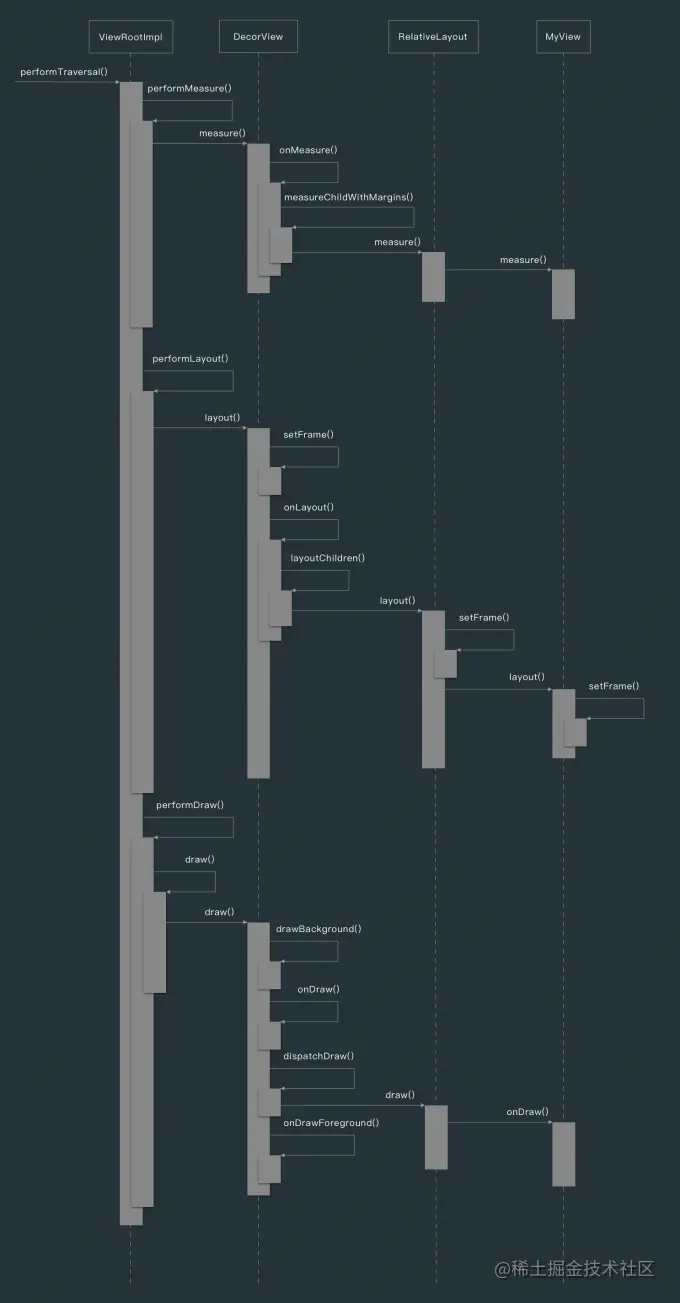 ViewRootImpl
DecorView
RelativeLayout
MyView
performTraversal()
performMeasure()
measure()
onMeasure()
measureChildWithMargins()
measure()
measure()
performLayout()
layout()
setFrame()
onLayout()
layoutChildren()
layout()
setFrame()
layout()
setFrame()
performDraw()
draw()
draw()
drawBackground()
onDraw()
dispatchDraw()
draw()
onDraw()
onDrawForeground()
@稀土掘金技术社区